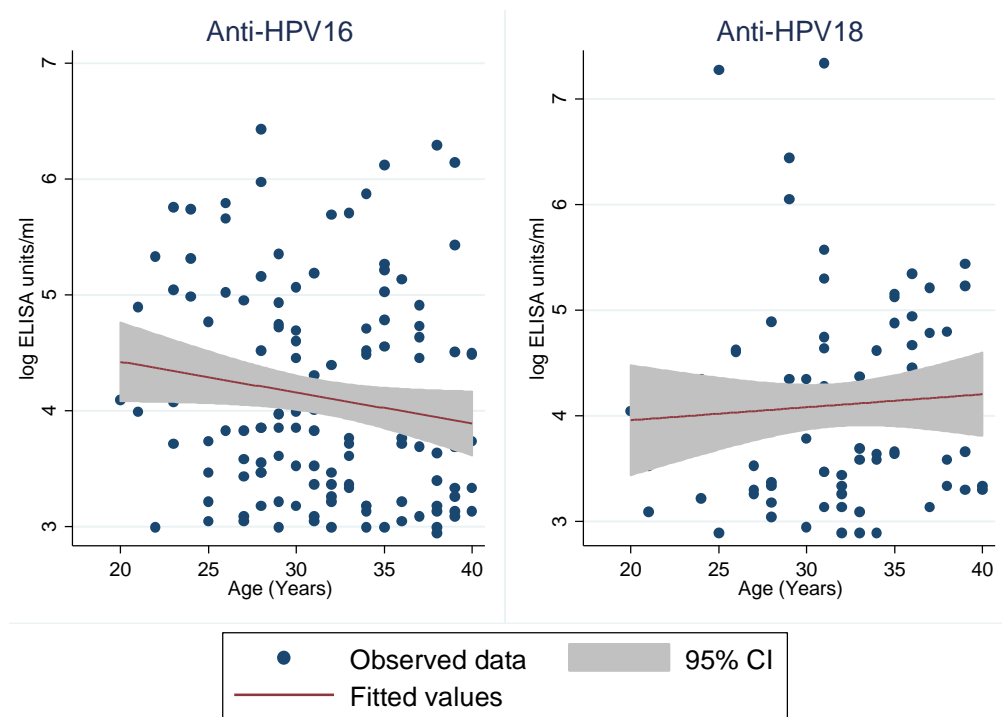 Anti-HPV16
7
6
5
4
3
log ELISA units/ml
20 25 30 35 40
Age (Years)
Anti-HPV18
7
6
5
4
3
log ELISA units/ml
20 25 30 35 40
Age (Years)
Observed data
95% CI
Fitted values